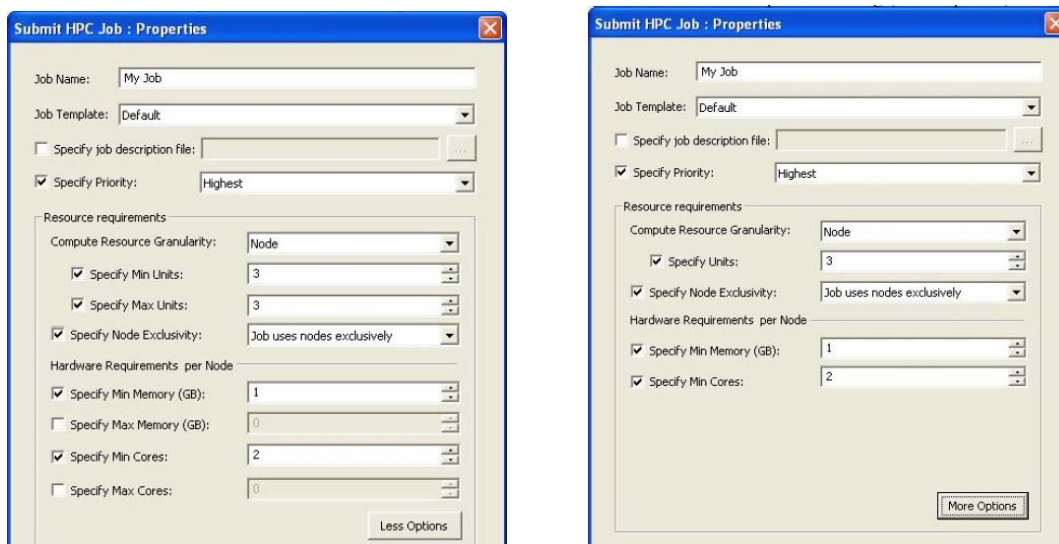 Submit HPC Job : Properties
Job Name: My Job
Job Template: Default
Specify job description file: ...
Specify Priority: Highest
Resource requirements
Compute Resource Granularity: Node
Specify Min Units: 3
Specify Max Units: 3
Specify Node Exclusivity: Job uses nodes exclusively
Hardware Requirements per Node
Specify Min Memory (GB): 1
Specify Max Memory (GB): 0
Specify Min Cores: 2
Specify Max Cores: 0
Less Options
Submit HPC Job : Properties
Job Name: My Job
Job Template: Default
Specify job description file: ...
Specify Priority: Highest
Resource requirements
Compute Resource Granularity: Node
Specify Units: 3
Specify Node Exclusivity: Job uses nodes exclusively
Hardware Requirements per Node
Specify Min Memory (GB): 1
Specify Min Cores: 2
More Options